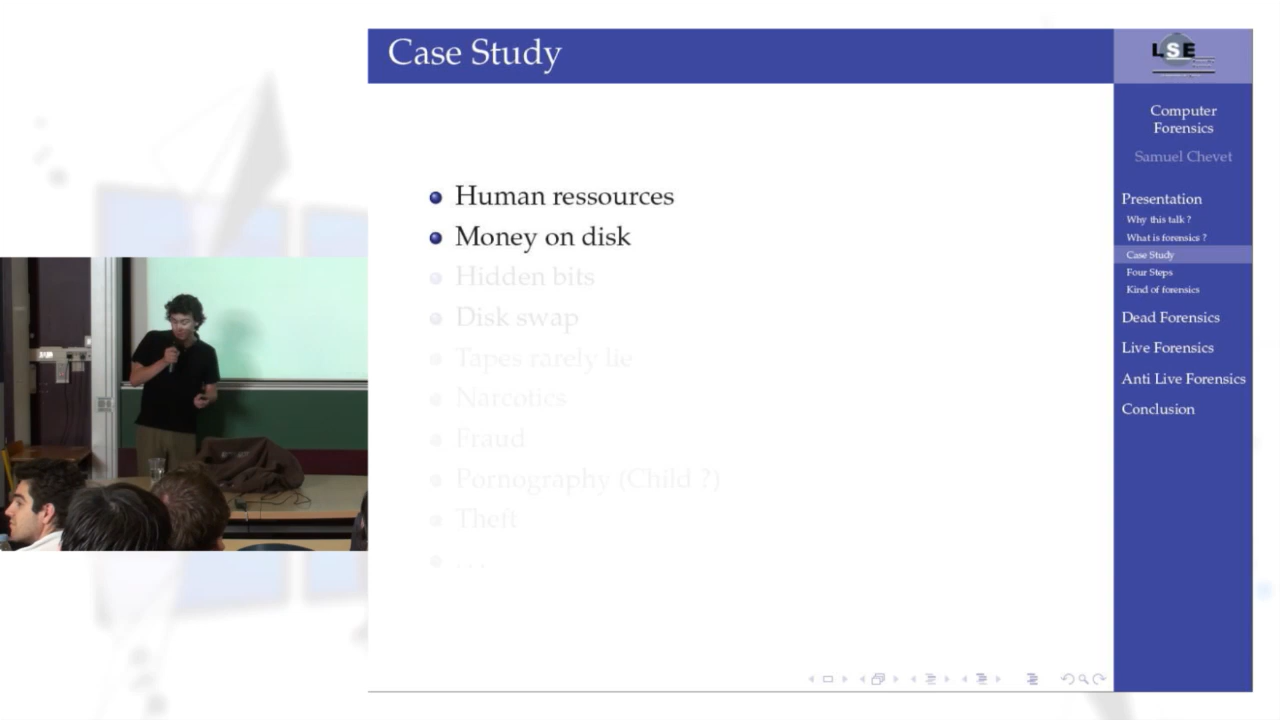 Case Study
LSE
Computer
Forensics
Samuel Chevet
Human ressources
Money on disk
Hidden bits
Disk swap
Tapes rarely lie
Narcotics
Fraud
Pornography (Child ?)
Theft
. . .
Presentation
Why this talk ?
What is forensics ?
Case Study
Four Steps
Kind of forensics
Dead Forensics
Live Forensics
Anti Live Forensics
Conclusion